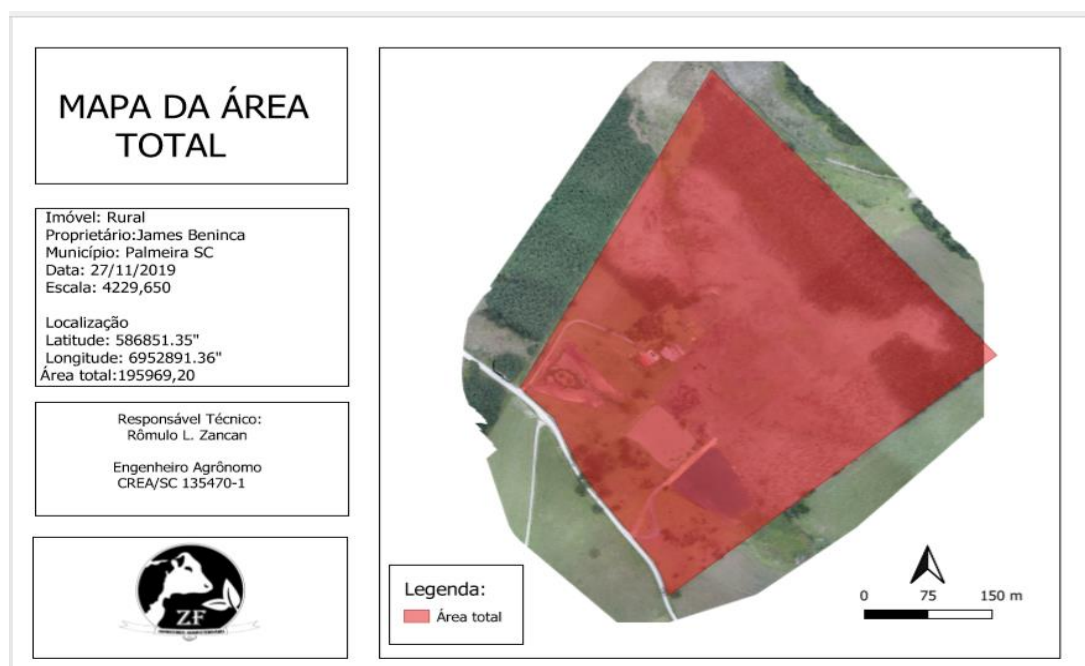 MAPA DA ÁREA
TOTAL
Imóvel: Rural
Proprietário:James Beninca
Município: Palmeira SC
Data: 27/11/2019
Escala: 4229,650
Localização
Latitude: 586851.35"
Longitude: 6952891.36"
Área total:195969,20
Responsável Técnico:
Rômulo L. Zancan
Engenheiro Agrônomo
CREA/SC 135470-1
ZF
Legenda:
Área total
0 75 150 m